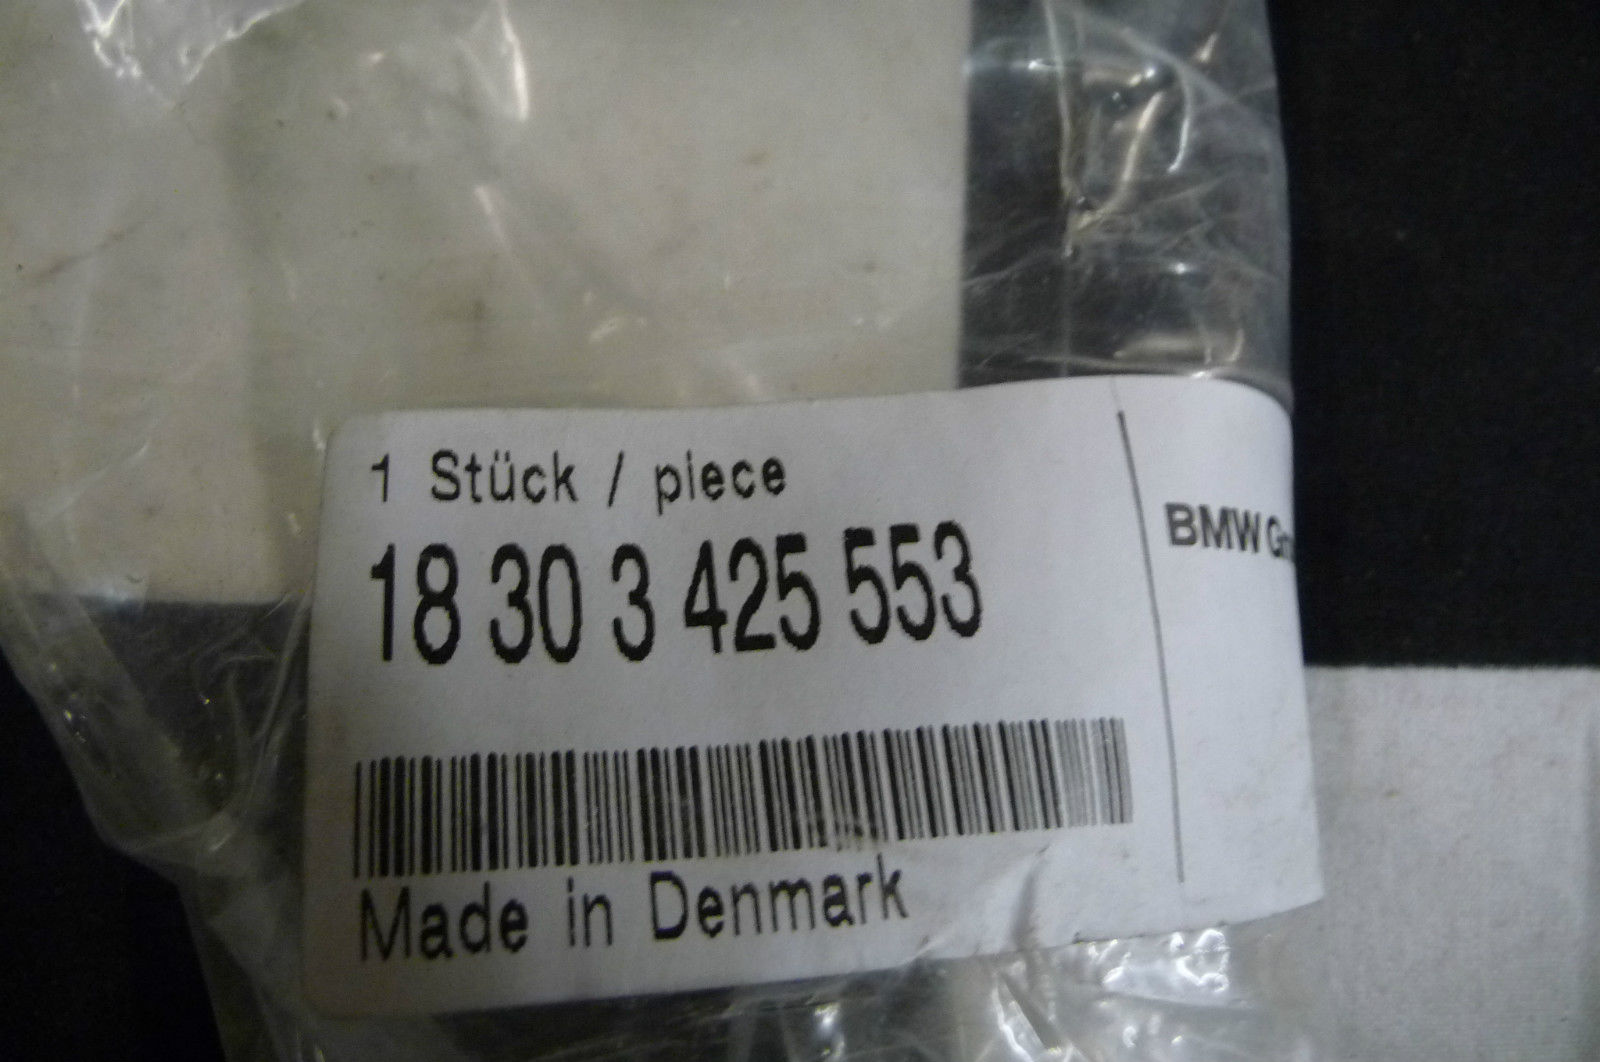 1 Stück / piece
18 30 3 425 553
BMW
Made in Denmark